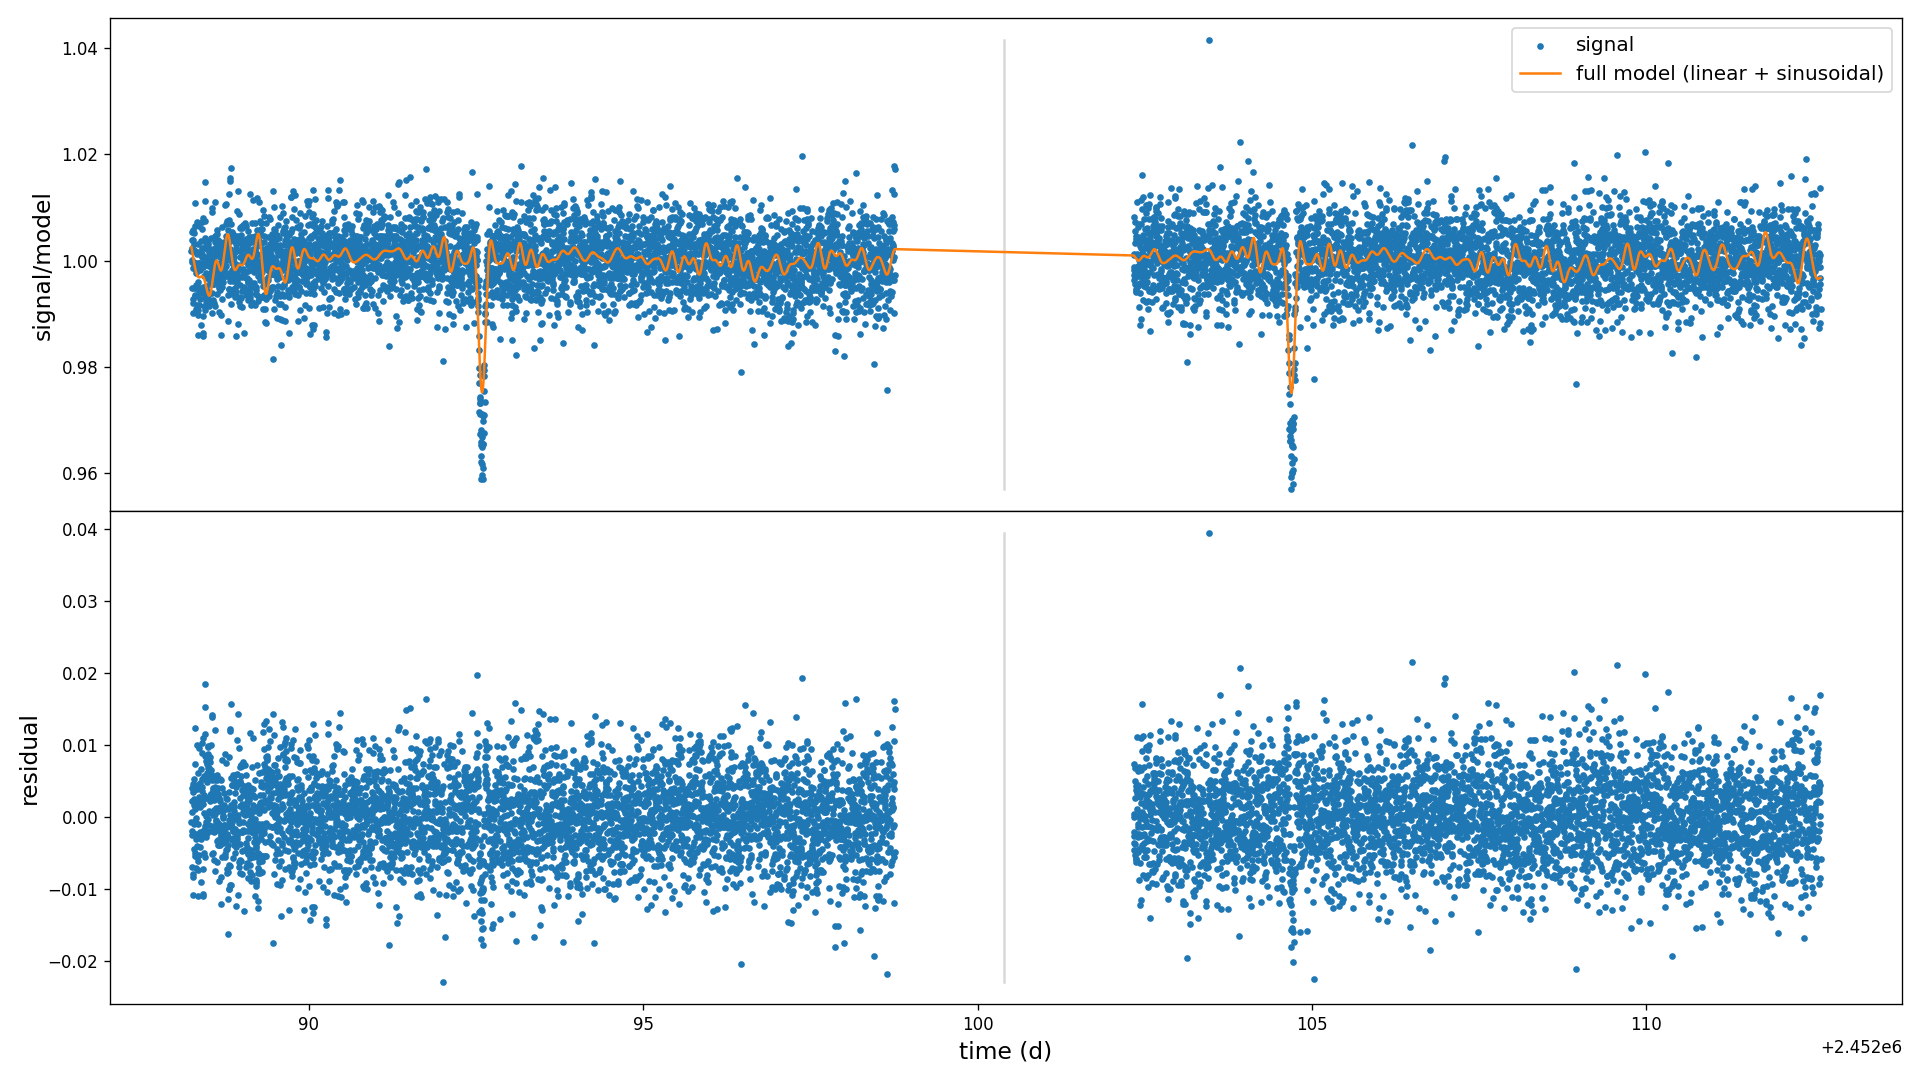 1.04
1.02
1.00
0.98
0.96
signal/model
signal
full model (linear + sinusoidal)
0.04
0.03
0.02
0.01
0.00
−0.01
−0.02
residual
90
95
100
105
110
time (d)
+2.452e6